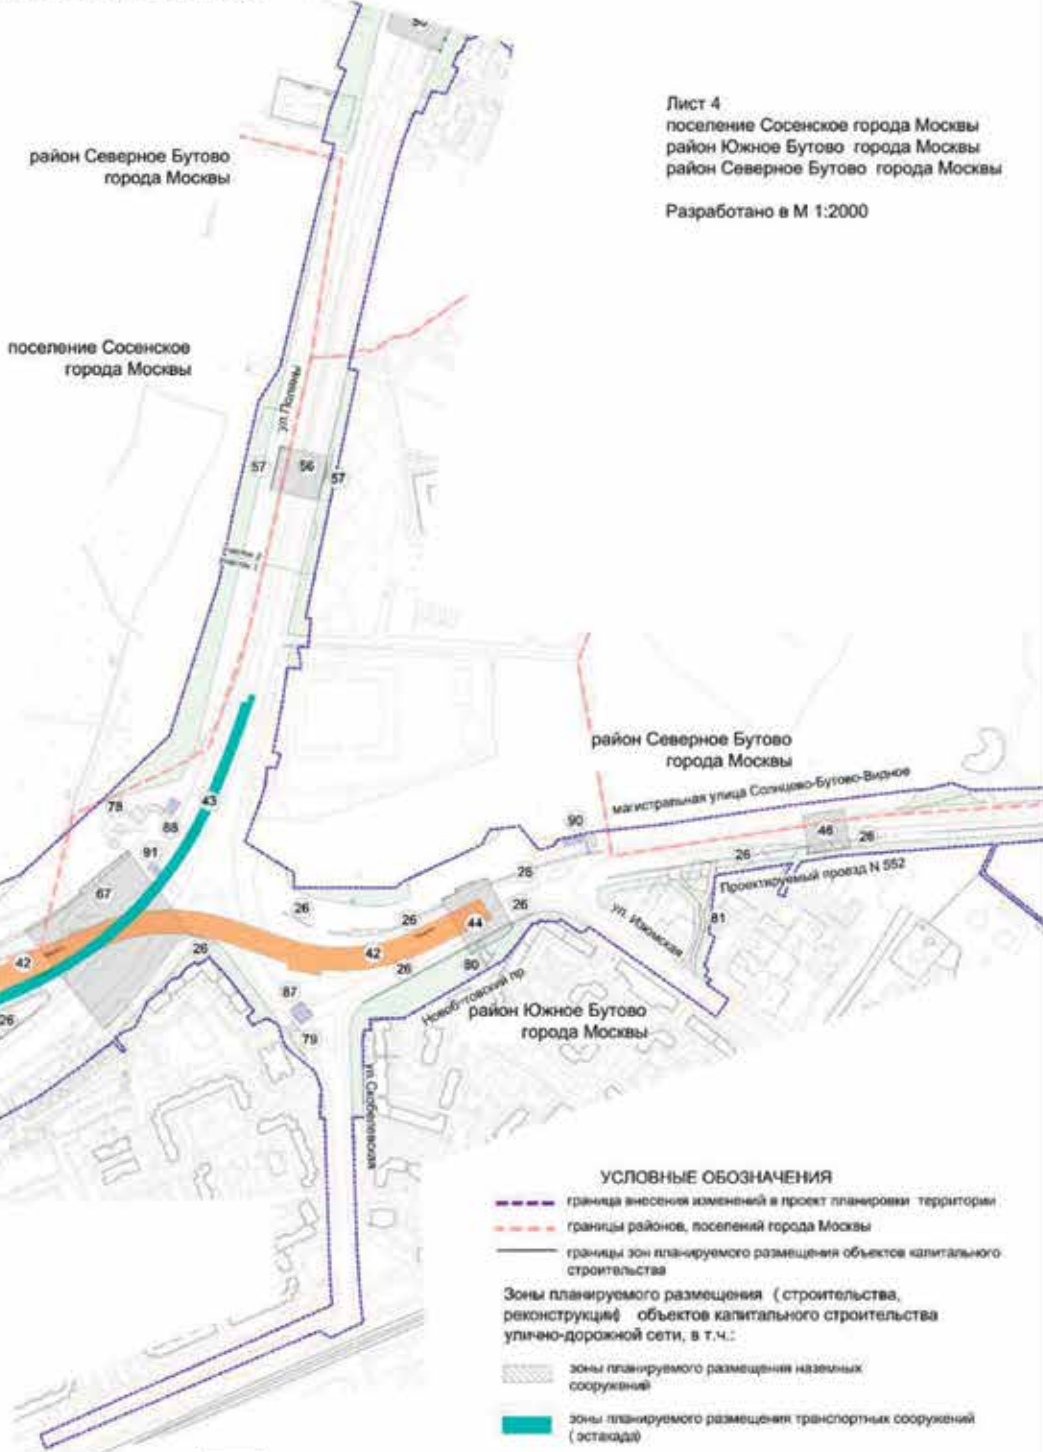 Лист 4
поселение Сосенское города Москвы
район Южное Бутово города Москвы
район Северное Бутово города Москвы
Разработано в М 1:2000
район Северное Бутово
города Москвы
поселение Сосенское
города Москвы
ул. Поляны
57
56
57
район Северное Бутово
города Москвы
магистральная улица Солнцево-Бутово-Видное
78
43
88
90
46
26
91
26
Проектируемый проезд N 552
67
26
26
26
26
44
ул. Изюмская
81
42
26
42
26
80
26
87
79
район Южное Бутово
города Москвы
ул. Скобелевская
УСЛОВНЫЕ ОБОЗНАЧЕНИЯ
граница внесения изменений в проект планировки территории
границы районов, поселений города Москвы
границы зон планируемого размещения объектов капитального
строительства
Зоны планируемого размещения (строительства,
реконструкции) объектов капитального строительства
улично-дорожной сети, в т.ч.:
зоны планируемого размещения наземных
сооружений
зоны планируемого размещения транспортных сооружений
(эстакада)